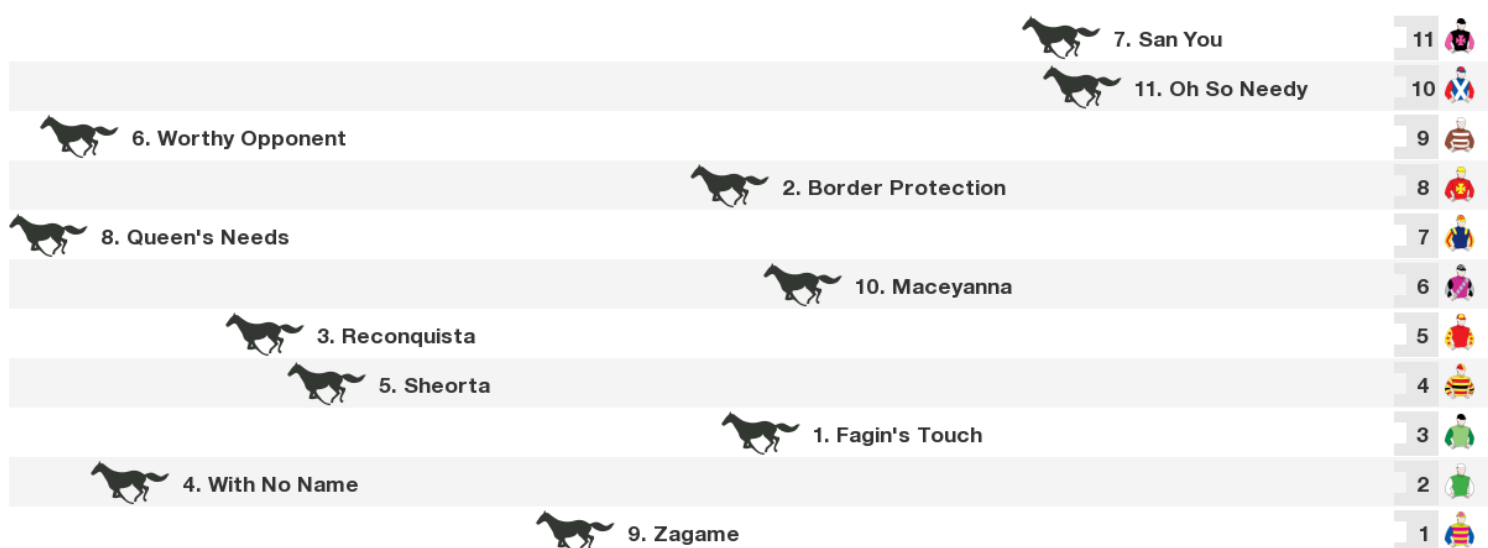 7. San You 11
11. Oh So Needy 10
6. Worthy Opponent 9
2. Border Protection 8
8. Queen's Needs 7
10. Maceyanna 6
3. Reconquista 5
5. Sheorta 4
1. Fagin's Touch 3
4. With No Name 2
9. Zagame 1